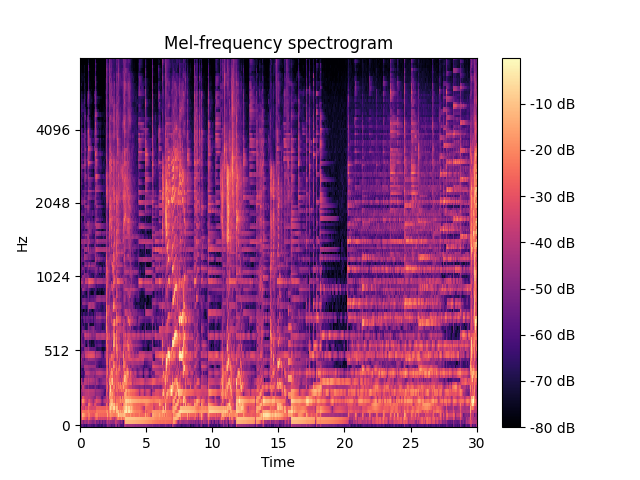 Mel-frequency spectrogram
Hz
4096
2048
1024
512
0
0 5 10 15 20 25 30
Time
-10 dB
-20 dB
-30 dB
-40 dB
-50 dB
-60 dB
-70 dB
-80 dB